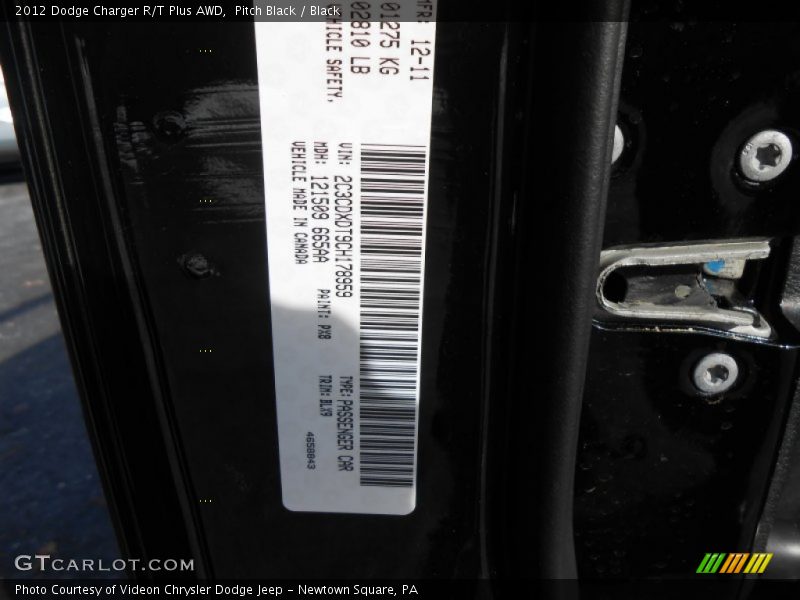 2012 Dodge Charger R/T Plus AWD,  Pitch Black / Black
MFR: 12-11
01275 KG
02810 LB
VEHICLE SAFETY,
VIN: 2C3CDXDT9CH178959 TYPE: PASSENGER CAR
MDH: 121509 665AA PAINT: PX8 TRIM: BLX9
VEHICLE MADE IN CANADA
4658843
GTCARLOT.COM
Photo Courtesy of Videon Chrysler Dodge Jeep - Newtown Square, PA